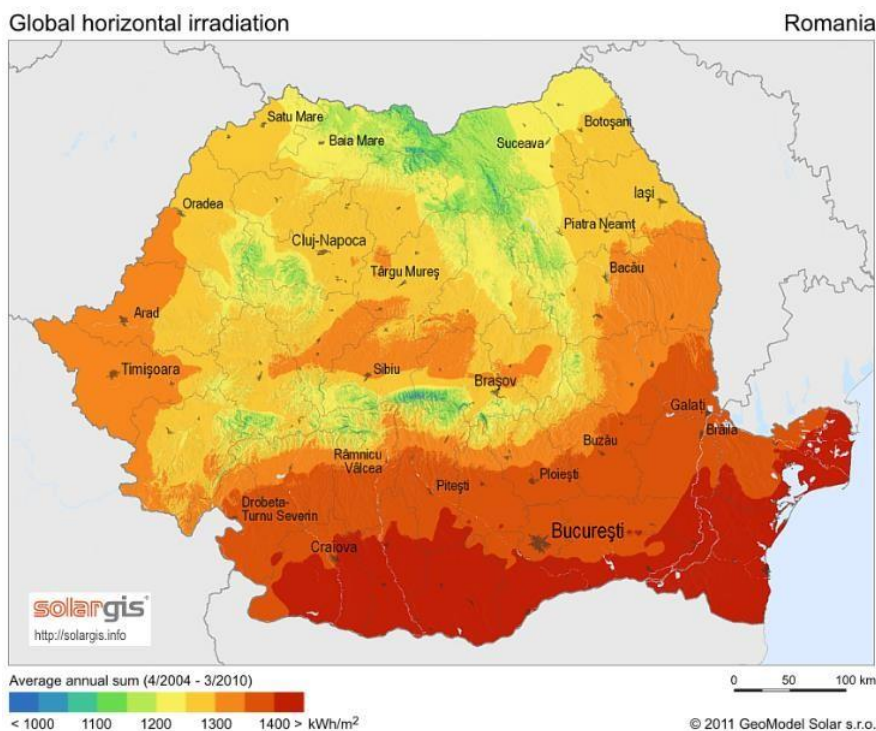 Global horizontal irradiation
Romania
Satu Mare
Baia Mare
Suceava
Botoşani
Iaşi
Oradea
Piatra Neamţ
Cluj-Napoca
Târgu Mureş
Bacău
Arad
Timişoara
Sibiu
Braşov
Galaţi
Brăila
Buzău
Râmnicu
Vâlcea
Ploieşti
Piteşti
Drobeta-
Turnu Severin
Bucureşti
Craiova
solargis
http://solargis.info
Average annual sum (4/2004 - 3/2010)
< 1000 1100 1200 1300 1400 > kWh/m²
0 50 100 km
© 2011 GeoModel Solar s.r.o.